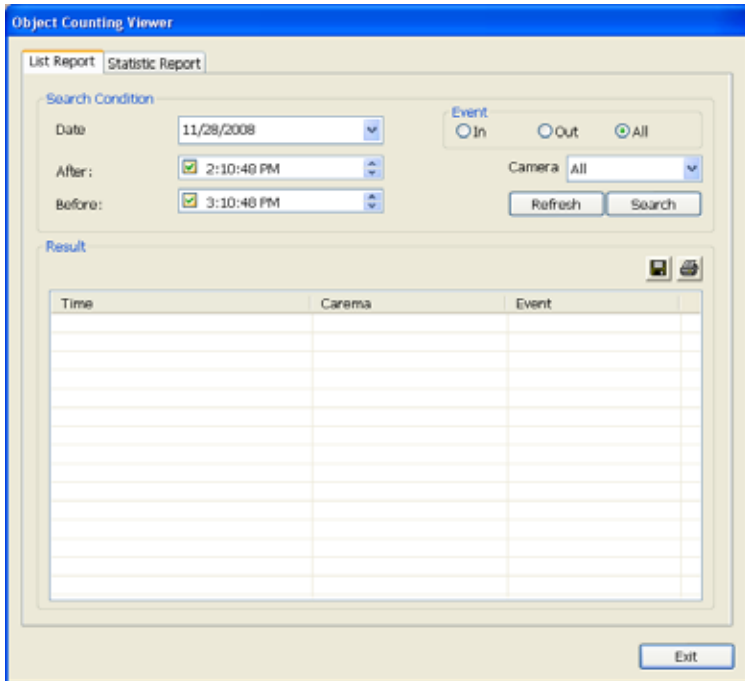 Object Counting Viewer
List Report Statistic Report
Search Condition
Date 11/28/2008
Event
In Out All
After: 2:10:48 PM
Camera All
Before: 3:10:48 PM
Refresh Search
Result
Time Carema Event
Exit